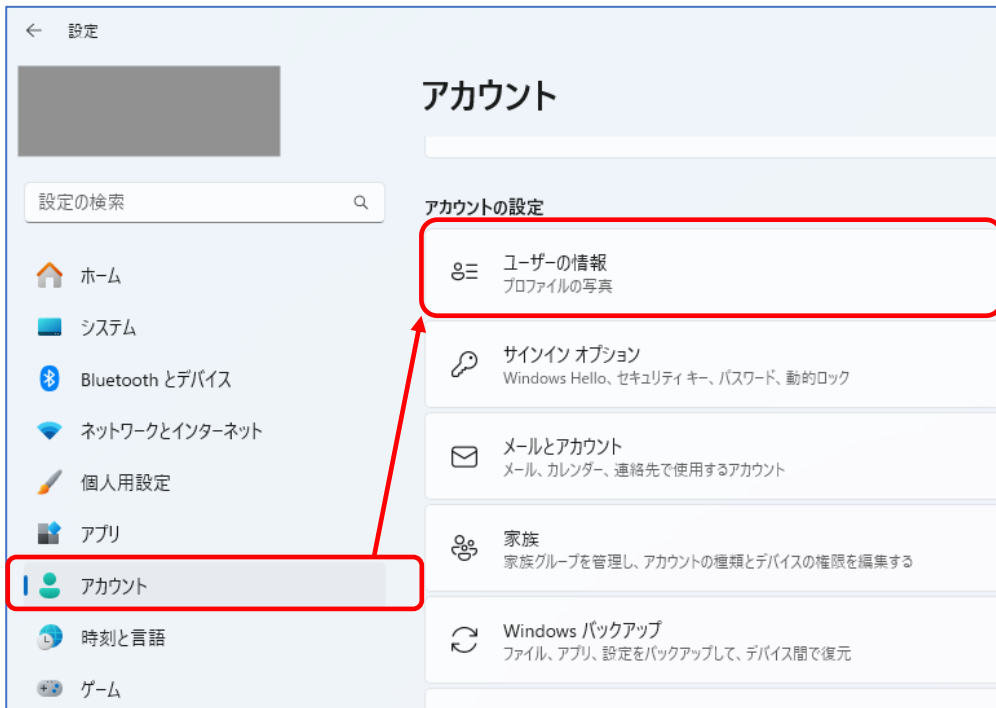 設定
アカウント
設定の検索
アカウントの設定
ホーム
システム
Bluetooth とデバイス
ネットワークとインターネット
個人用設定
アプリ
アカウント
時刻と言語
ゲーム
ユーザーの情報
プロファイルの写真
サインイン オプション
Windows Hello、セキュリティ キー、パスワード、動的ロック
メールとアカウント
メール、カレンダー、連絡先で使用するアカウント
家族
家族グループを管理し、アカウントの種類とデバイスの権限を編集する
Windows バックアップ
ファイル、アプリ、設定をバックアップして、デバイス間で復元